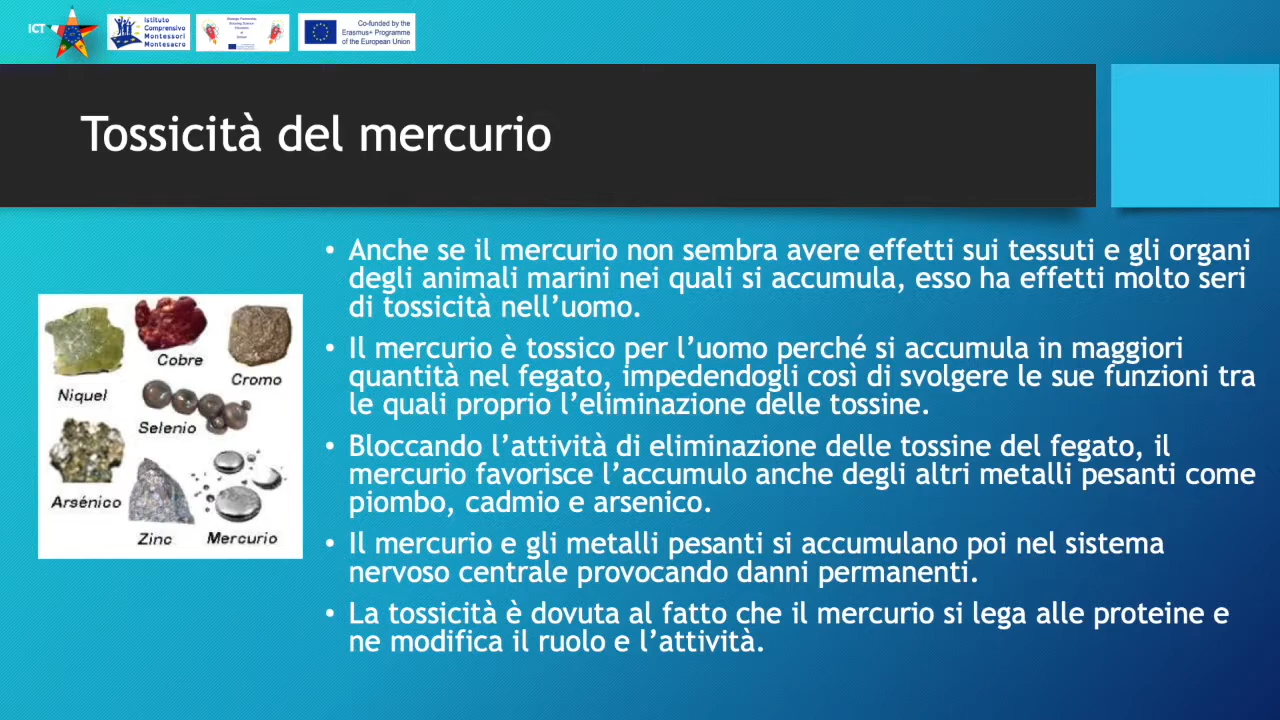 ICT
Istituto
Comprensivo
Montessori
Montesacro
Co-funded by the
Erasmus+ Programme
of the European Union
Tossicità del mercurio
• Anche se il mercurio non sembra avere effetti sui tessuti e gli organi
degli animali marini nei quali si accumula, esso ha effetti molto seri
di tossicità nell’uomo.
• Il mercurio è tossico per l’uomo perché si accumula in maggiori
quantità nel fegato, impedendogli così di svolgere le sue funzioni tra
le quali proprio l’eliminazione delle tossine.
• Bloccando l’attività di eliminazione delle tossine del fegato, il
mercurio favorisce l’accumulo anche degli altri metalli pesanti come
piombo, cadmio e arsenico.
• Il mercurio e gli metalli pesanti si accumulano poi nel sistema
nervoso centrale provocando danni permanenti.
• La tossicità è dovuta al fatto che il mercurio si lega alle proteine e
ne modifica il ruolo e l’attività.
Cobre
Cromo
Niquel
Selenio
Arsénico
Zinc
Mercurio